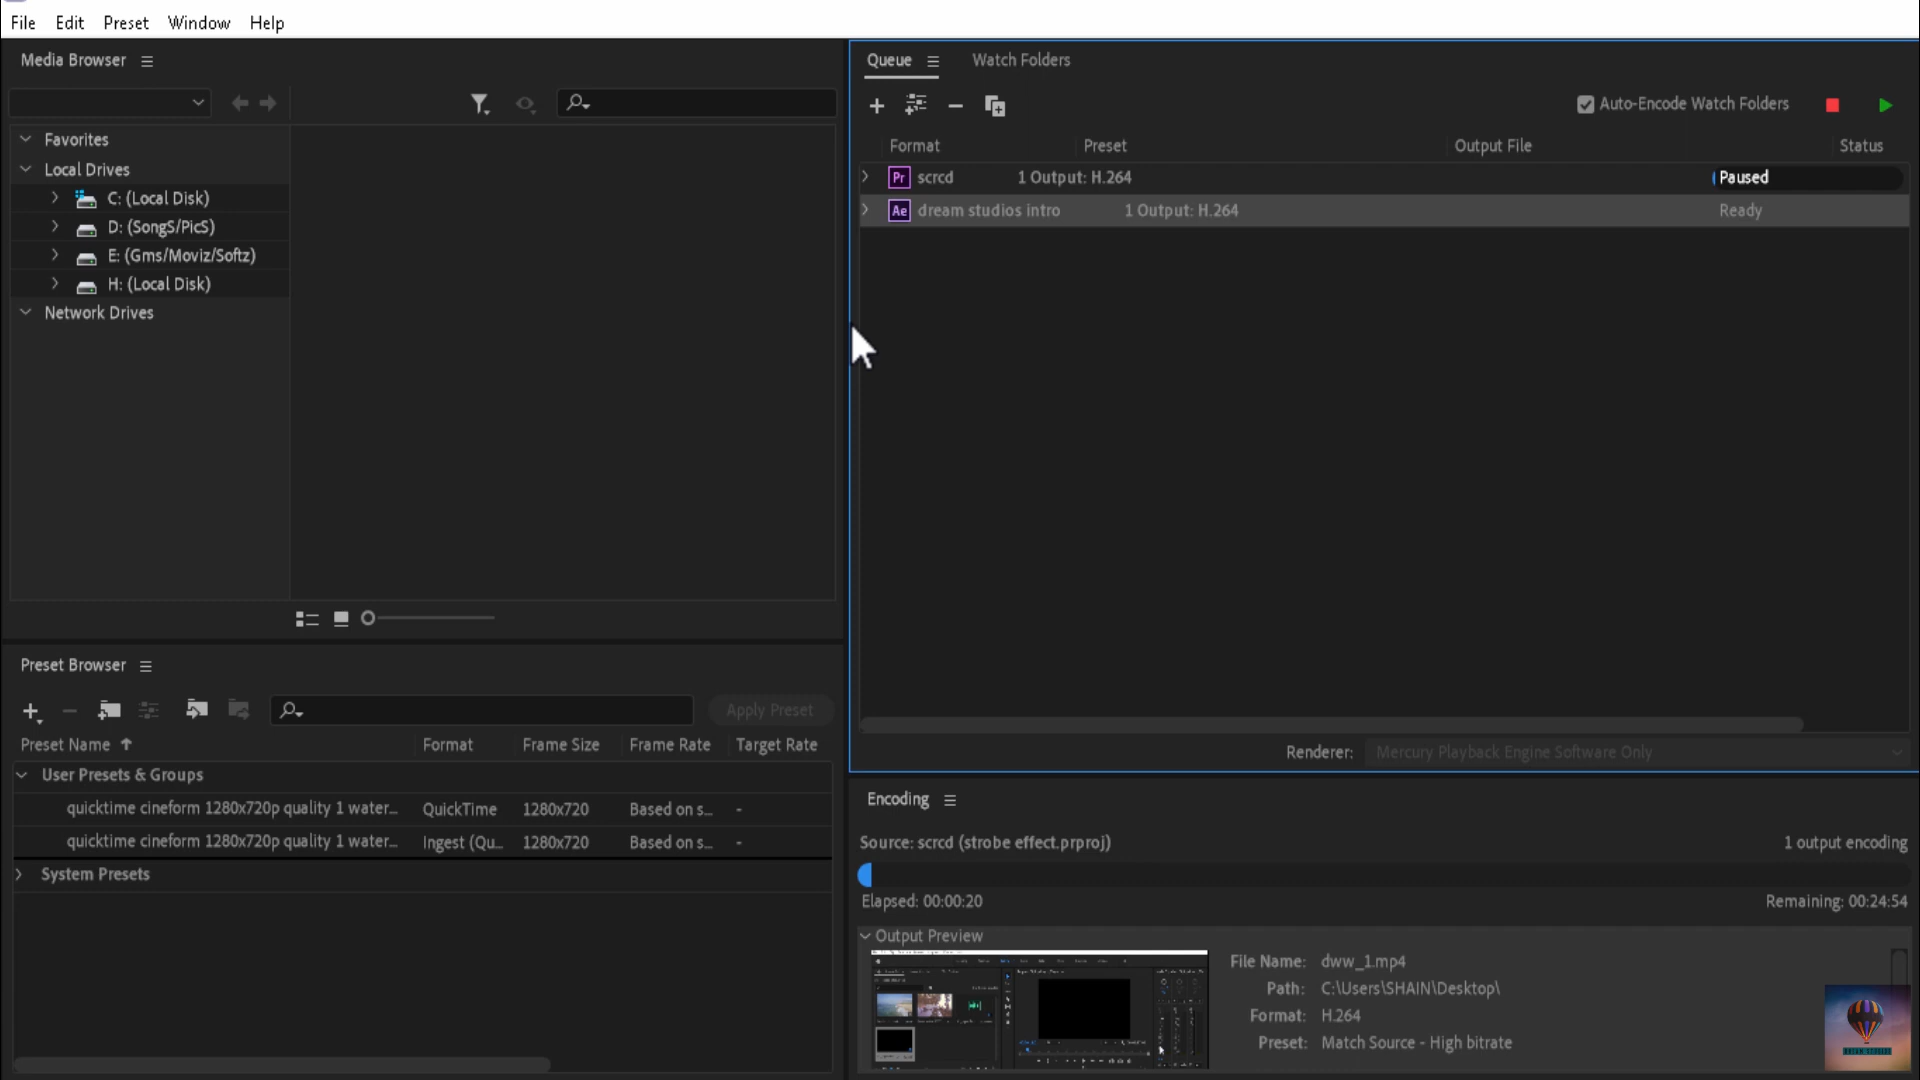 File Edit Preset Window Help
Media Browser
Favorites
Local Drives
C: (Local Disk)
D: (SongS/PicS)
E: (Gms/Moviz/Softz)
H: (Local Disk)
Network Drives
Queue Watch Folders
Auto-Encode Watch Folders
Format Preset Output File Status
Pr scrcd 1 Output: H.264 Paused
Ae dream studios intro 1 Output: H.264 Ready
Renderer: Mercury Playback Engine Software Only
Preset Browser
Apply Preset
Preset Name Format Frame Size Frame Rate Target Rate
User Presets & Groups
quicktime cineform 1280x720p quality 1 water... QuickTime 1280x720 Based on s... -
quicktime cineform 1280x720p quality 1 water... Ingest (Qu... 1280x720 Based on s... -
System Presets
Encoding
Source: scrcd (strobe effect.prproj) 1 output encoding
Elapsed: 00:00:20 Remaining: 00:24:54
Output Preview
File Name: dww_1.mp4
Path: C:\Users\SHAIN\Desktop\
Format: H.264
Preset: Match Source - High bitrate